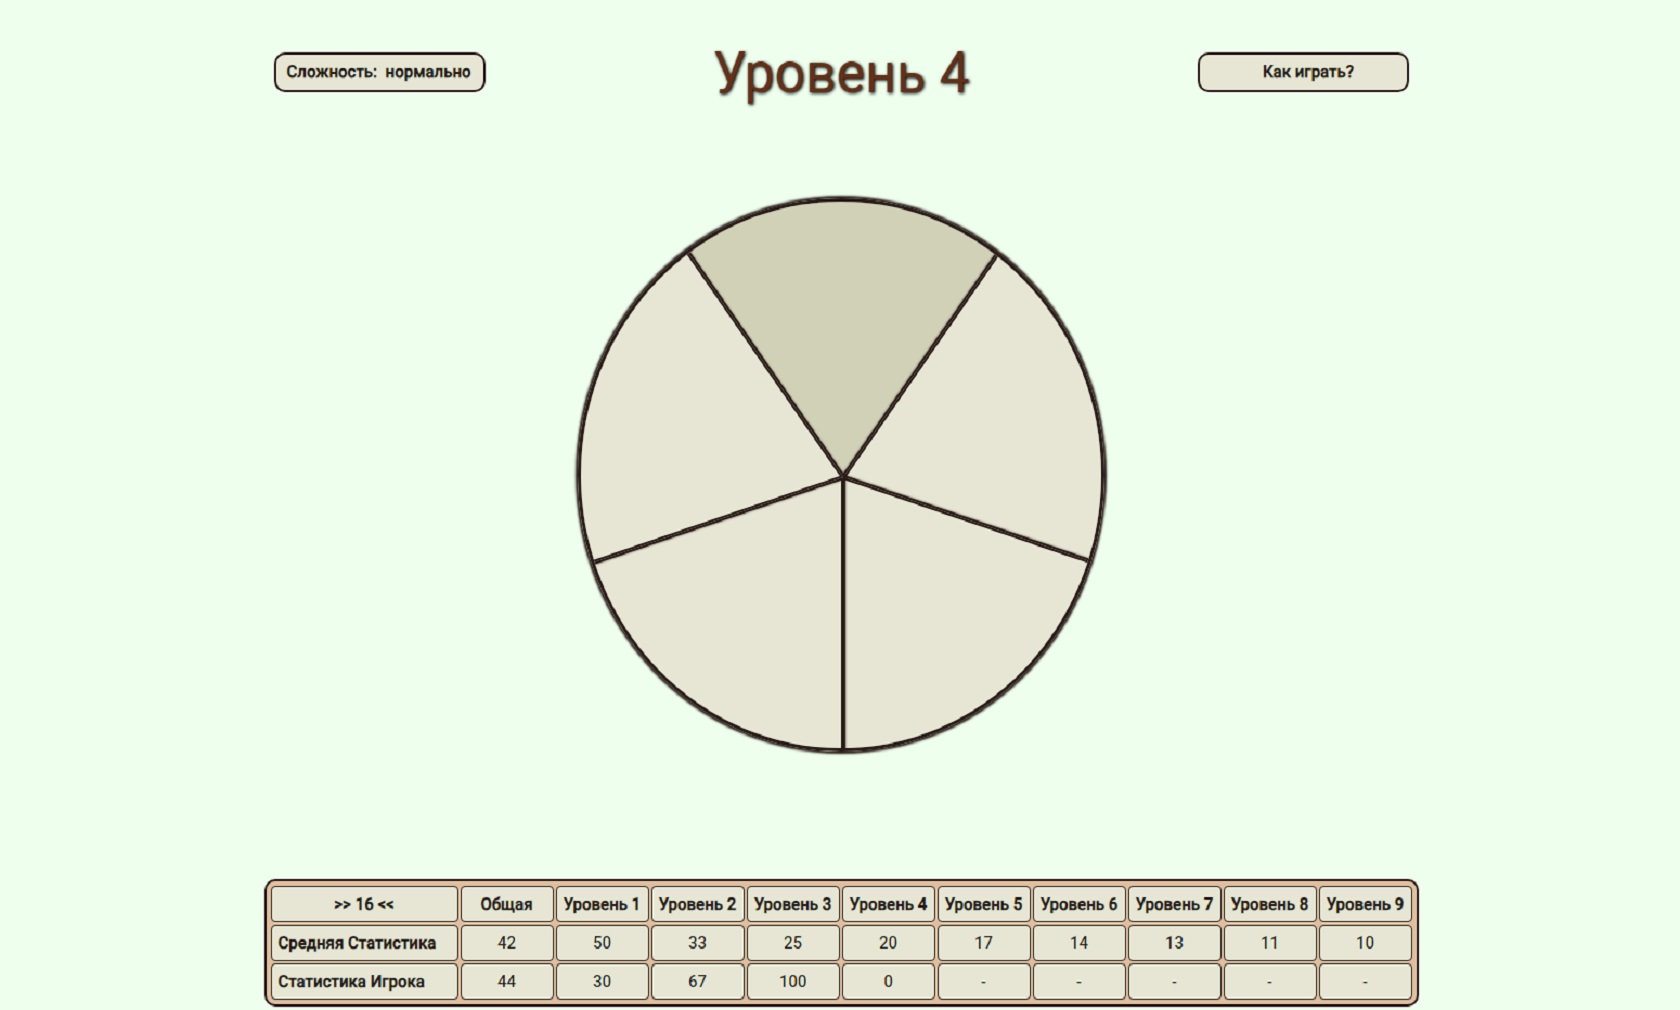 Сложность: нормально
Уровень 4
Как играть?
>> 16 << Общая Уровень 1 Уровень 2 Уровень 3 Уровень 4 Уровень 5 Уровень 6 Уровень 7 Уровень 8 Уровень 9
Средняя Статистика 42 50 33 25 20 17 14 13 11 10
Статистика Игрока 44 30 67 100 0 - - - - -